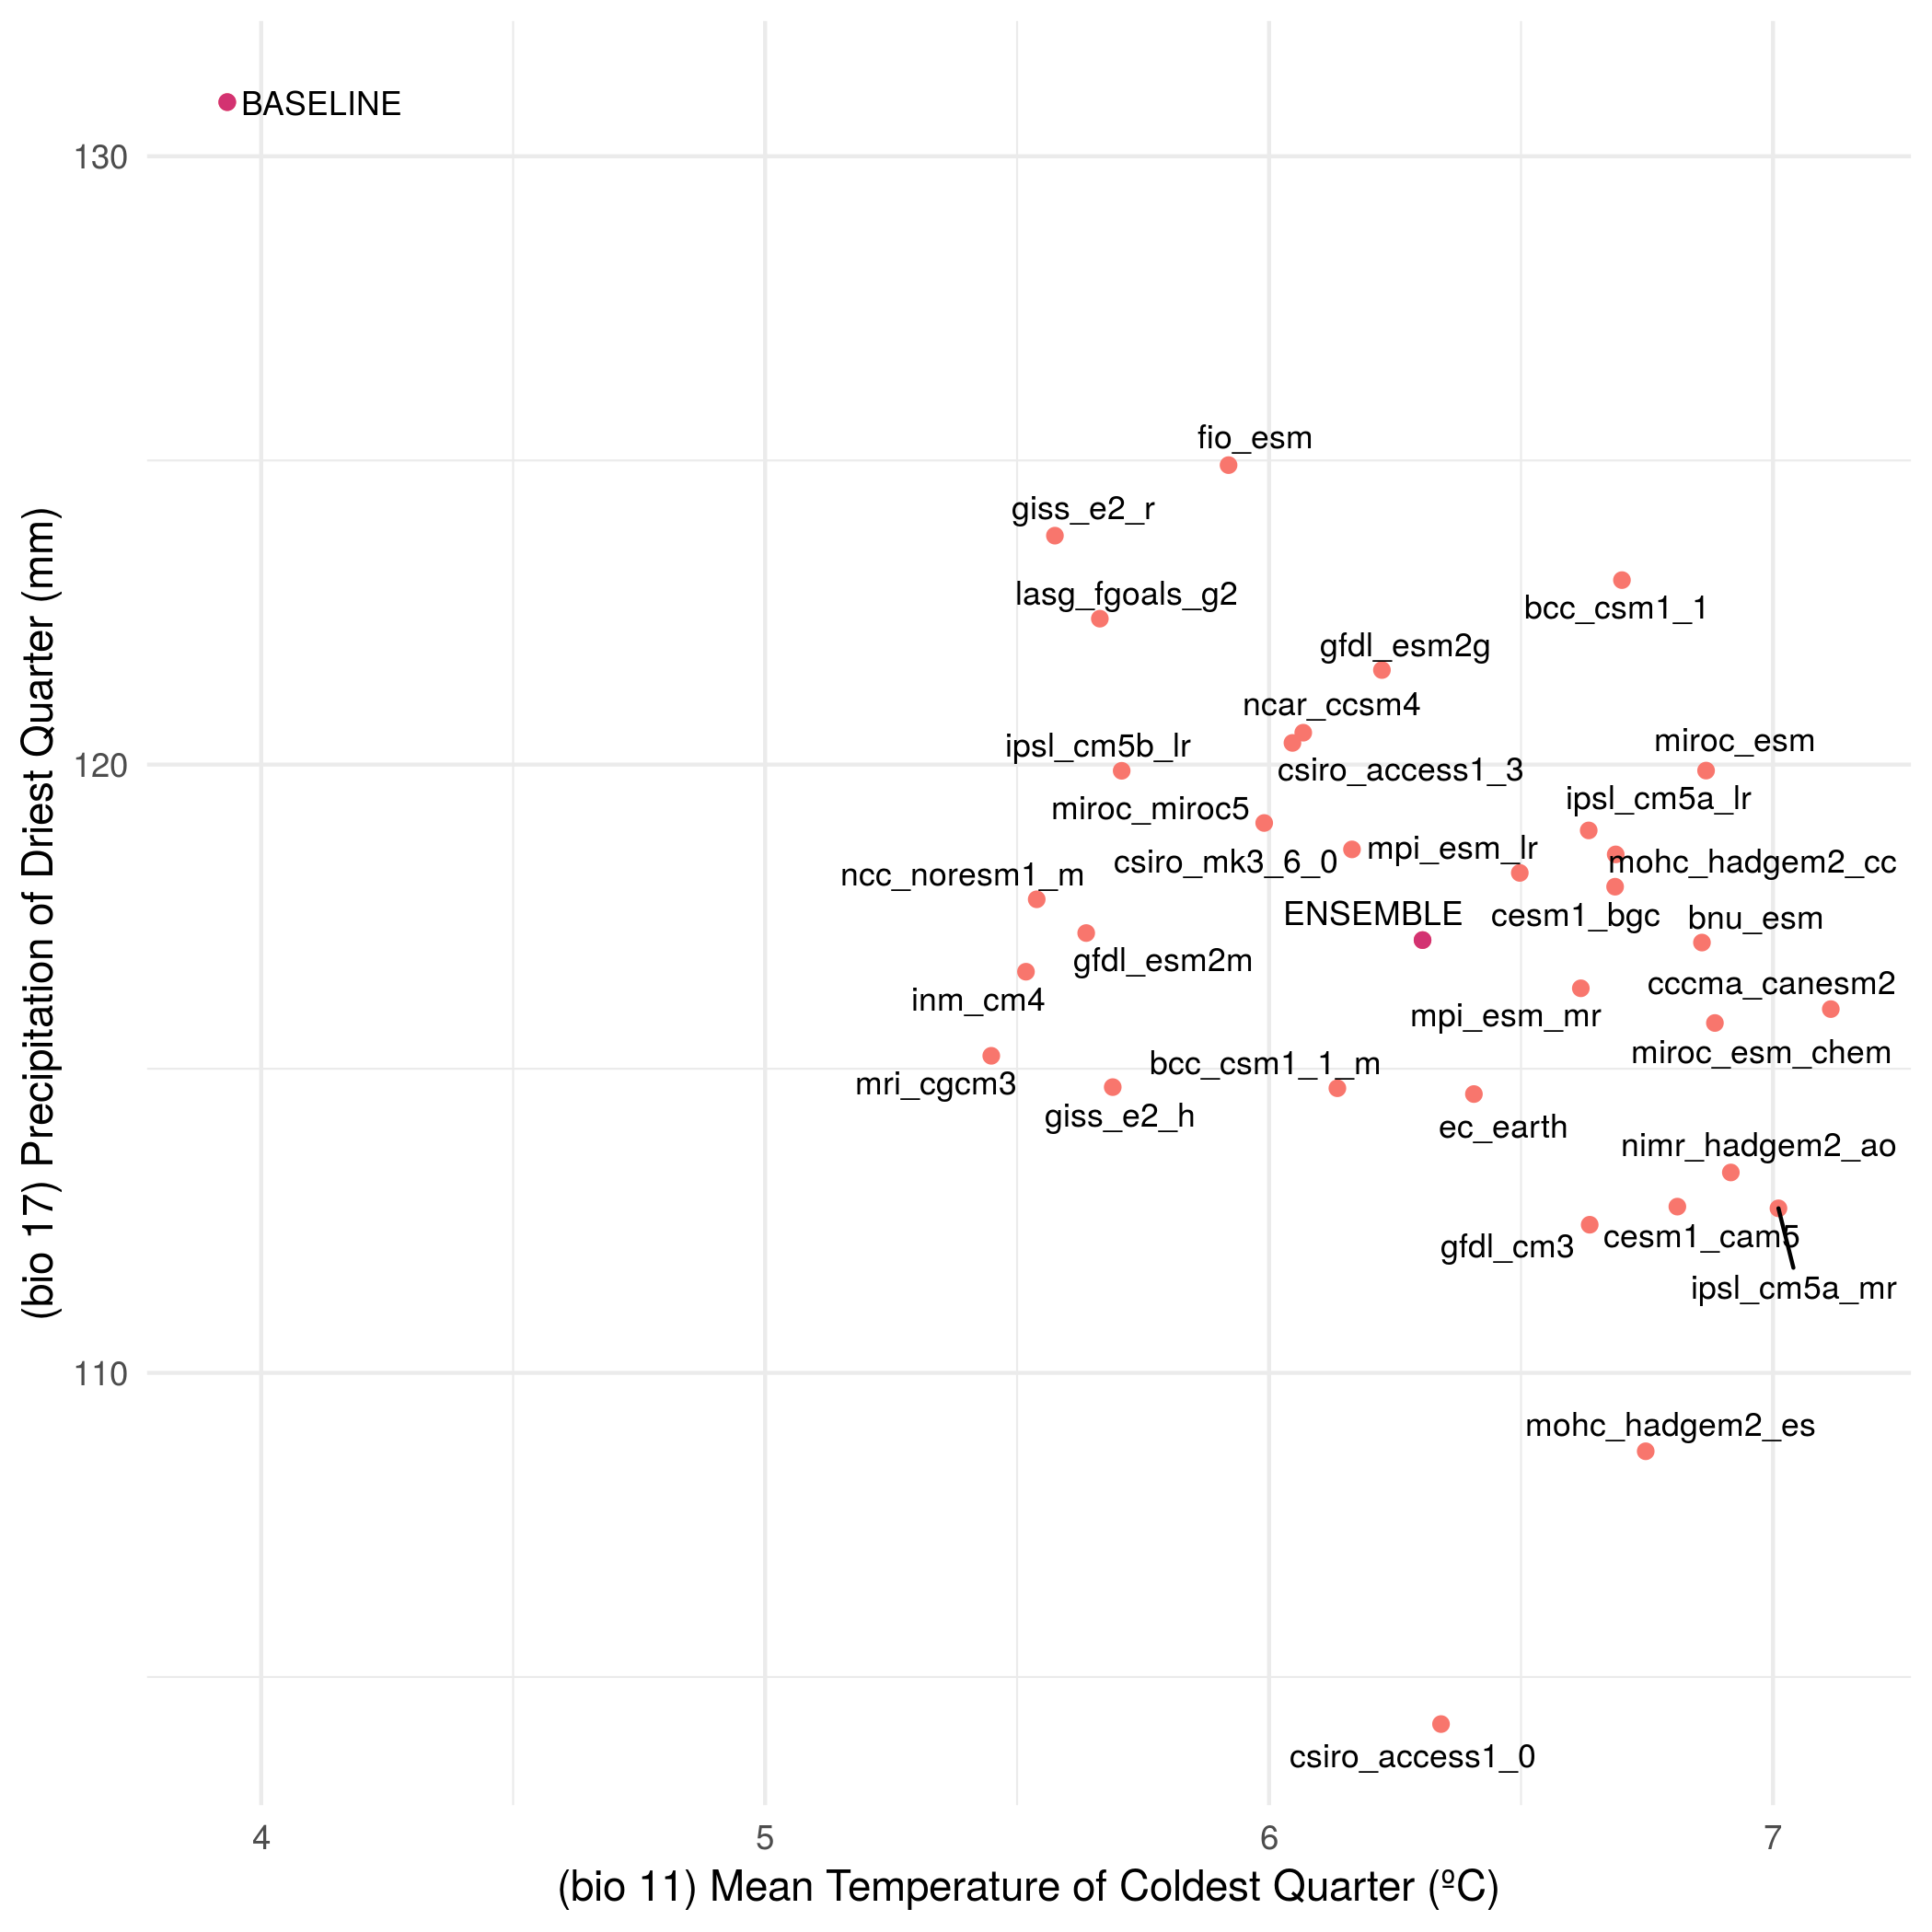 BASELINE
130
fio_esm
giss_e2_r
lasg_fgoals_g2
bcc_csm1_1
gfdl_esm2g
ncar_ccsm4
ipsl_cm5b_lr
miroc_esm
120
csiro_access1_3
ipsl_cm5a_lr
miroc_miroc5
mpi_esm_lr
csiro_mk3_6_0
mohc_hadgem2_cc
ncc_noresm1_m
ENSEMBLE
cesm1_bgc
bnu_esm
gfdl_esm2m
cccma_canesm2
inm_cm4
mpi_esm_mr
miroc_esm_chem
bcc_csm1_1_m
mri_cgcm3
giss_e2_h
ec_earth
nimr_hadgem2_ao
cesm1_cam5
gfdl_cm3
ipsl_cm5a_mr
110
mohc_hadgem2_es
csiro_access1_0
4
5
6
7
(bio 11) Mean Temperature of Coldest Quarter (ºC)
(bio 17) Precipitation of Driest Quarter (mm)